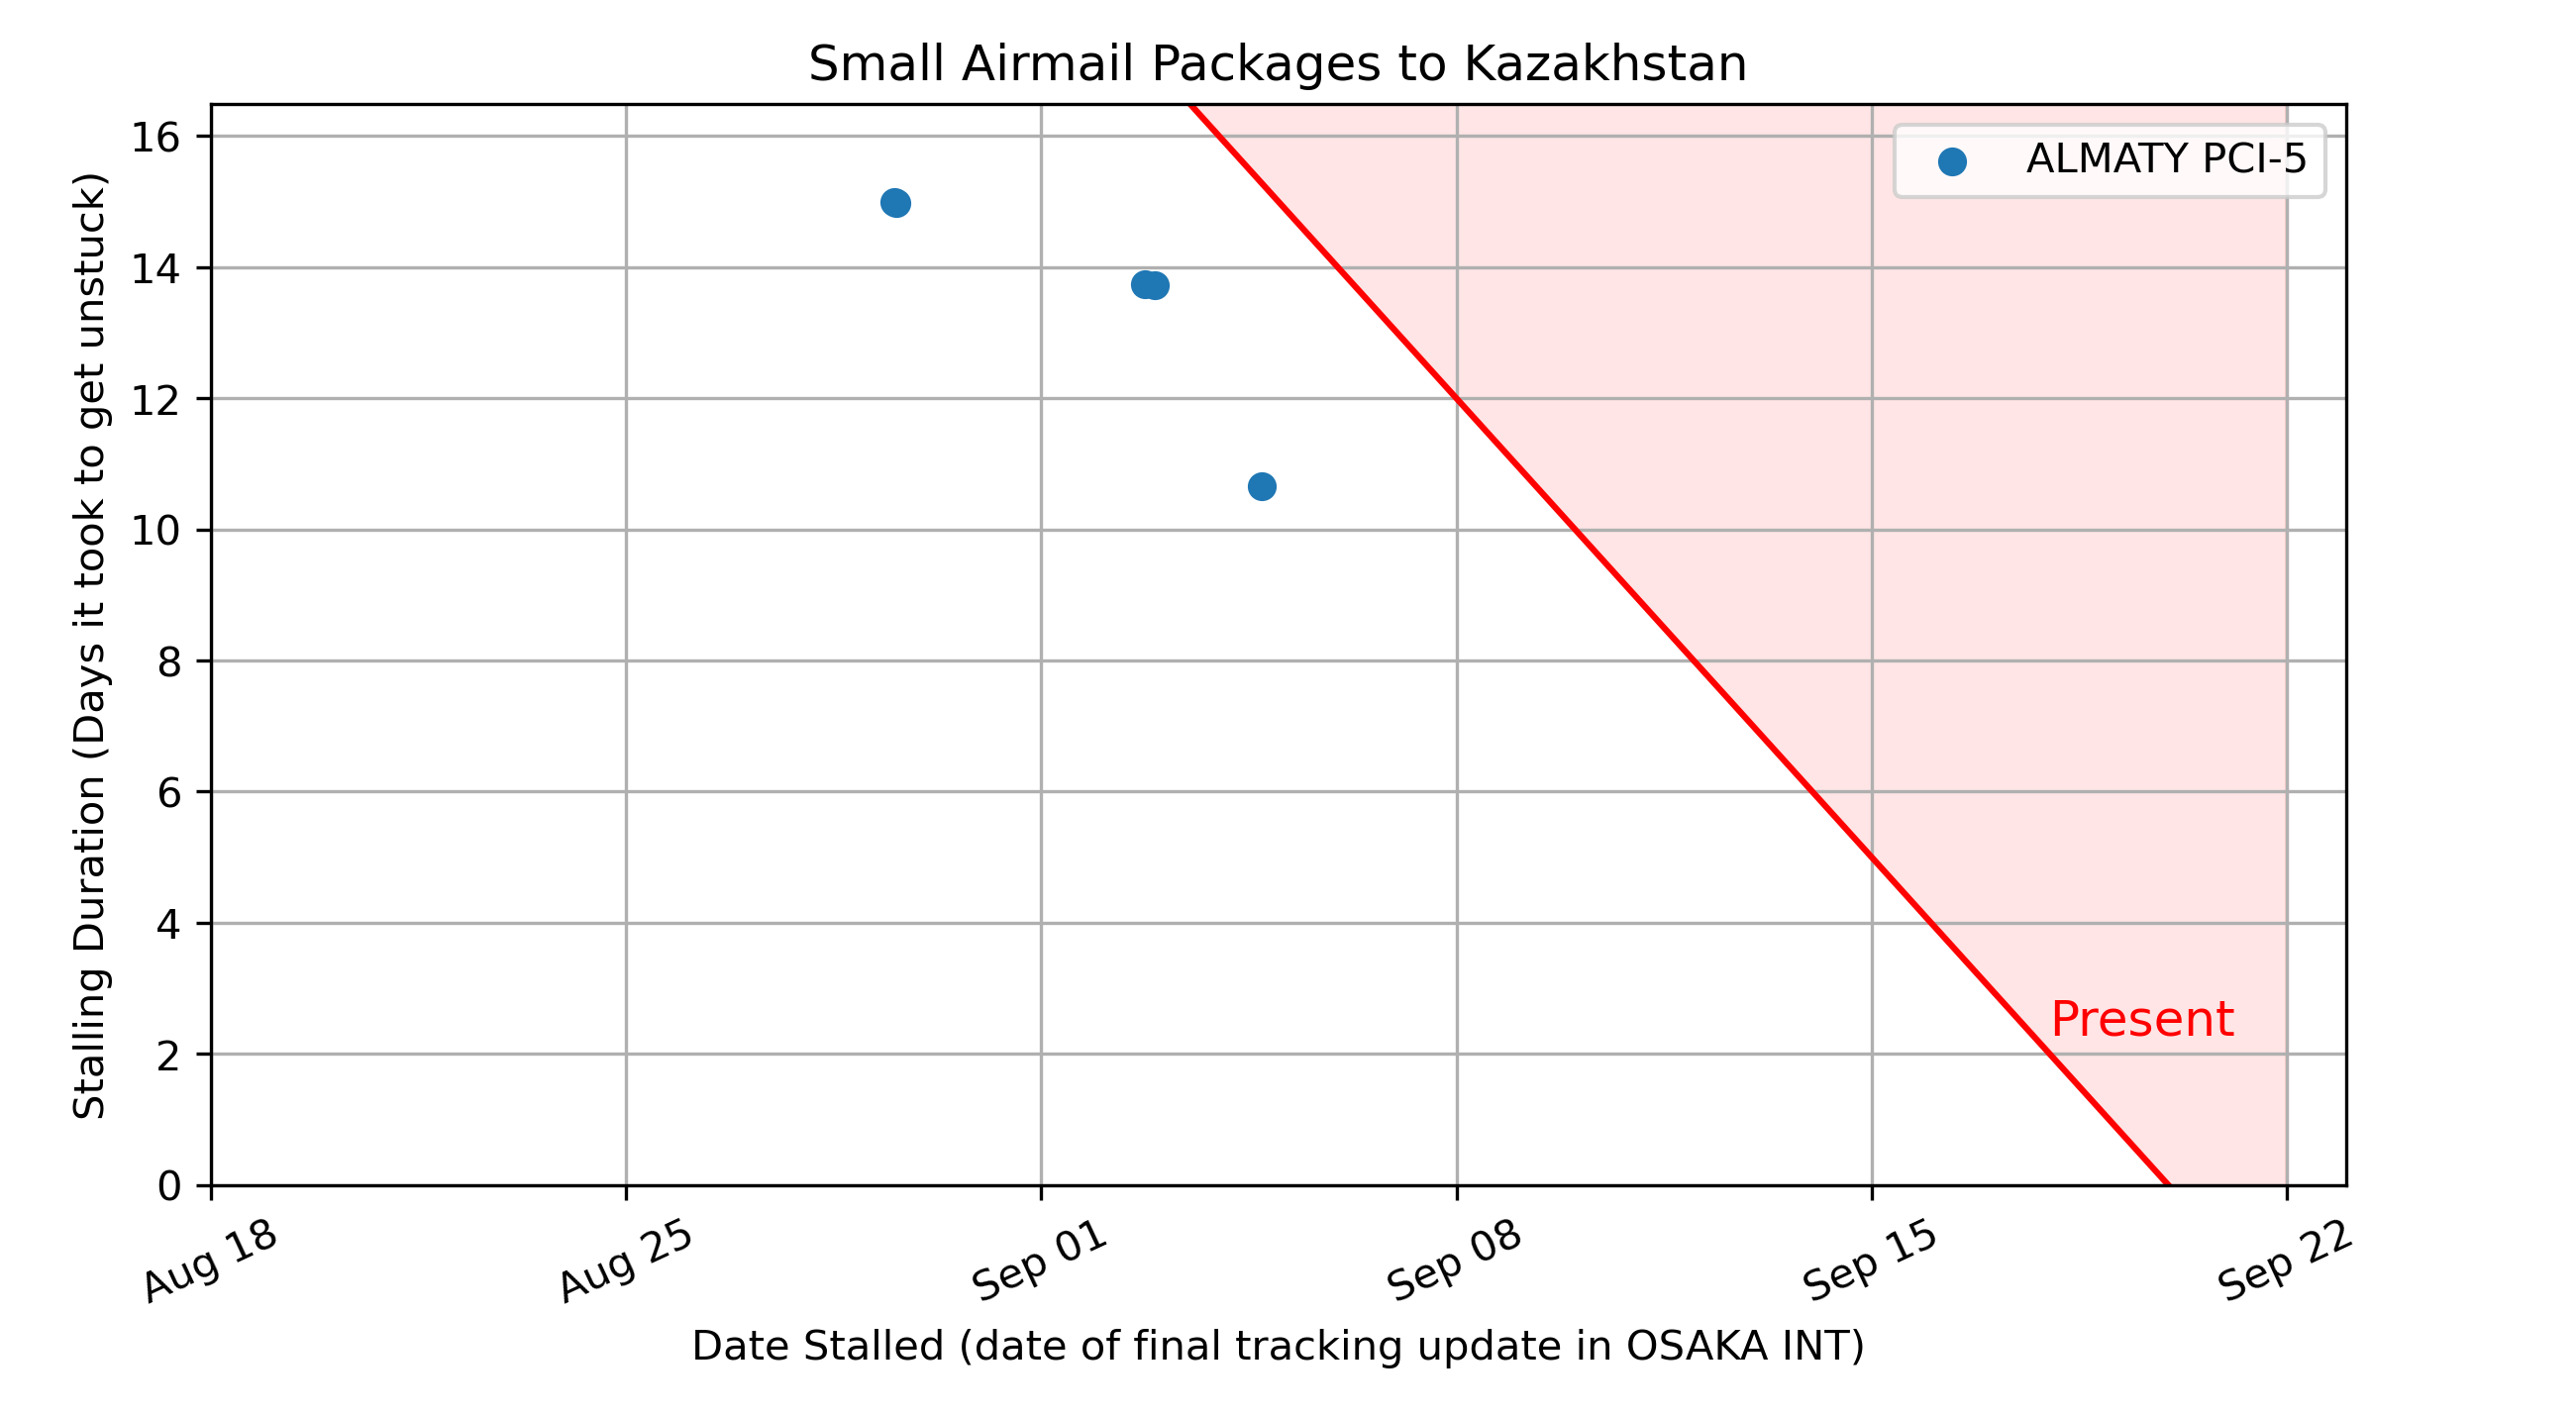 Small Airmail Packages to Kazakhstan
ALMATY PCI-5
Stalling Duration (Days it took to get unstuck)
16
14
12
10
8
6
4
2
0
Present
Aug 18
Aug 25
Sep 01
Sep 08
Sep 15
Sep 22
Date Stalled (date of final tracking update in OSAKA INT)